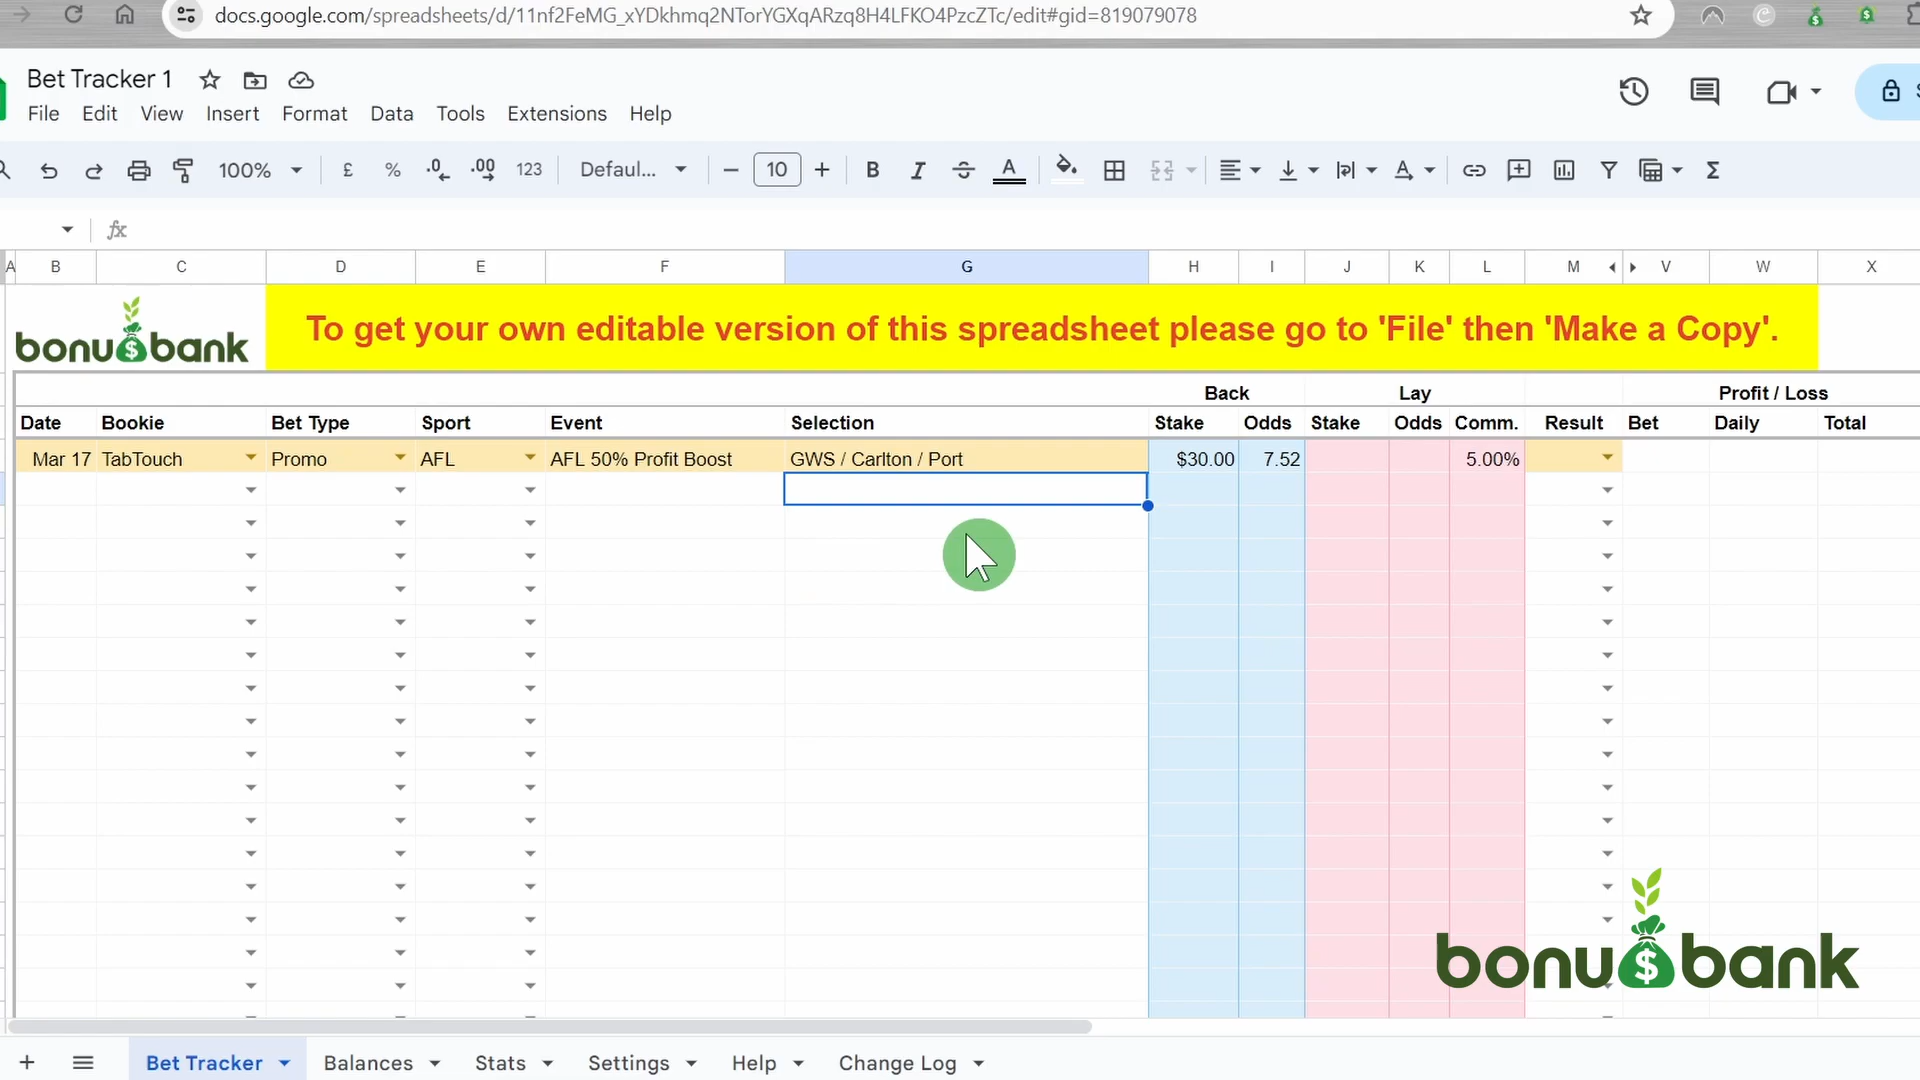 docs.google.com/spreadsheets/d/11nf2FeMG_xYDkhmq2NTorYGXqARzq8H4LFKO4PzcZTc/edit#gid=819079078
Bet Tracker 1
File Edit View Insert Format Data Tools Extensions Help
100% £ % .0 .00 123 Defaul... 10 B I A
fx
A B C D E F G H I J K L M V W X
bonu$bank To get your own editable version of this spreadsheet please go to 'File' then 'Make a Copy'.
Back Lay Profit / Loss
Date Bookie Bet Type Sport Event Selection Stake Odds Stake Odds Comm. Result Bet Daily Total
Mar 17 TabTouch Promo AFL AFL 50% Profit Boost GWS / Carlton / Port $30.00 7.52 5.00%
bonu$bank
Bet Tracker Balances Stats Settings Help Change Log